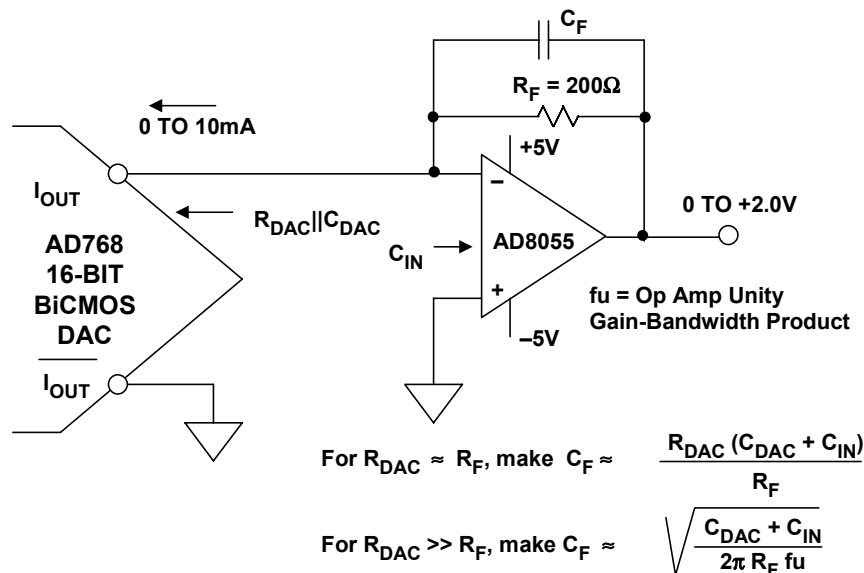 C_F
R_F = 200Ω
0 TO 10mA
+5V
–
I_OUT
R_DAC||C_DAC
0 TO +2.0V
AD768
16-BIT
BiCMOS
DAC
C_IN
AD8055
+
–5V
fu = Op Amp Unity
Gain-Bandwidth Product
\overline{I_OUT}
For R_DAC ≈ R_F, make C_F ≈ R_DAC (C_DAC + C_IN) / R_F
For R_DAC >> R_F, make C_F ≈ √((C_DAC + C_IN) / (2π R_F fu))